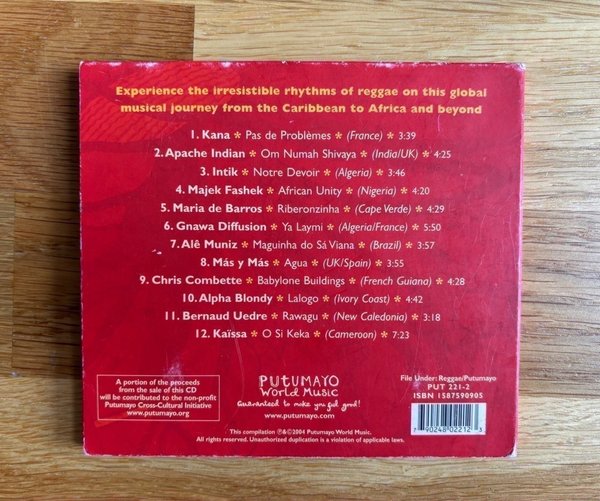 Experience the irresistible rhythms of reggae on this global
musical journey from the Caribbean to Africa and beyond
1. Kana * Pas de Problèmes * (France) * 3:39
2. Apache Indian * Om Numah Shivaya * (India/UK) * 4:25
3. Intik * Notre Devoir * (Algeria) * 3:46
4. Majek Fashek * African Unity * (Nigeria) * 4:20
5. Maria de Barros * Riberonzinha * (Cape Verde) * 4:29
6. Gnawa Diffusion * Ya Laymi * (Algeria/France) * 5:50
7. Alê Muniz * Maguinha do Sá Viana * (Brazil) * 3:57
8. Más y Más * Agua * (UK/Spain) * 3:55
9. Chris Combette * Babylone Buildings * (French Guiana) * 4:28
10. Alpha Blondy * Lalogo * (Ivory Coast) * 4:42
11. Bernaud Uedre * Rawagu * (New Caledonia) * 3:18
12. Kaïssa * O Si Keka * (Cameroon) * 7:23
A portion of the proceeds
from the sale of this CD
will be contributed to the non-profit
Putumayo Cross-Cultural Initiative
www.putumayo.org
PUTUMAYO
World Music
Guaranteed to make you feel good!
www.putumayo.com
File Under: Reggae/Putumayo
PUT 221-2
ISBN 1587590905
7 90248 02212 3
This compilation ℗&©2004 Putumayo World Music.
All rights reserved. Unauthorized duplication is a violation of applicable laws.